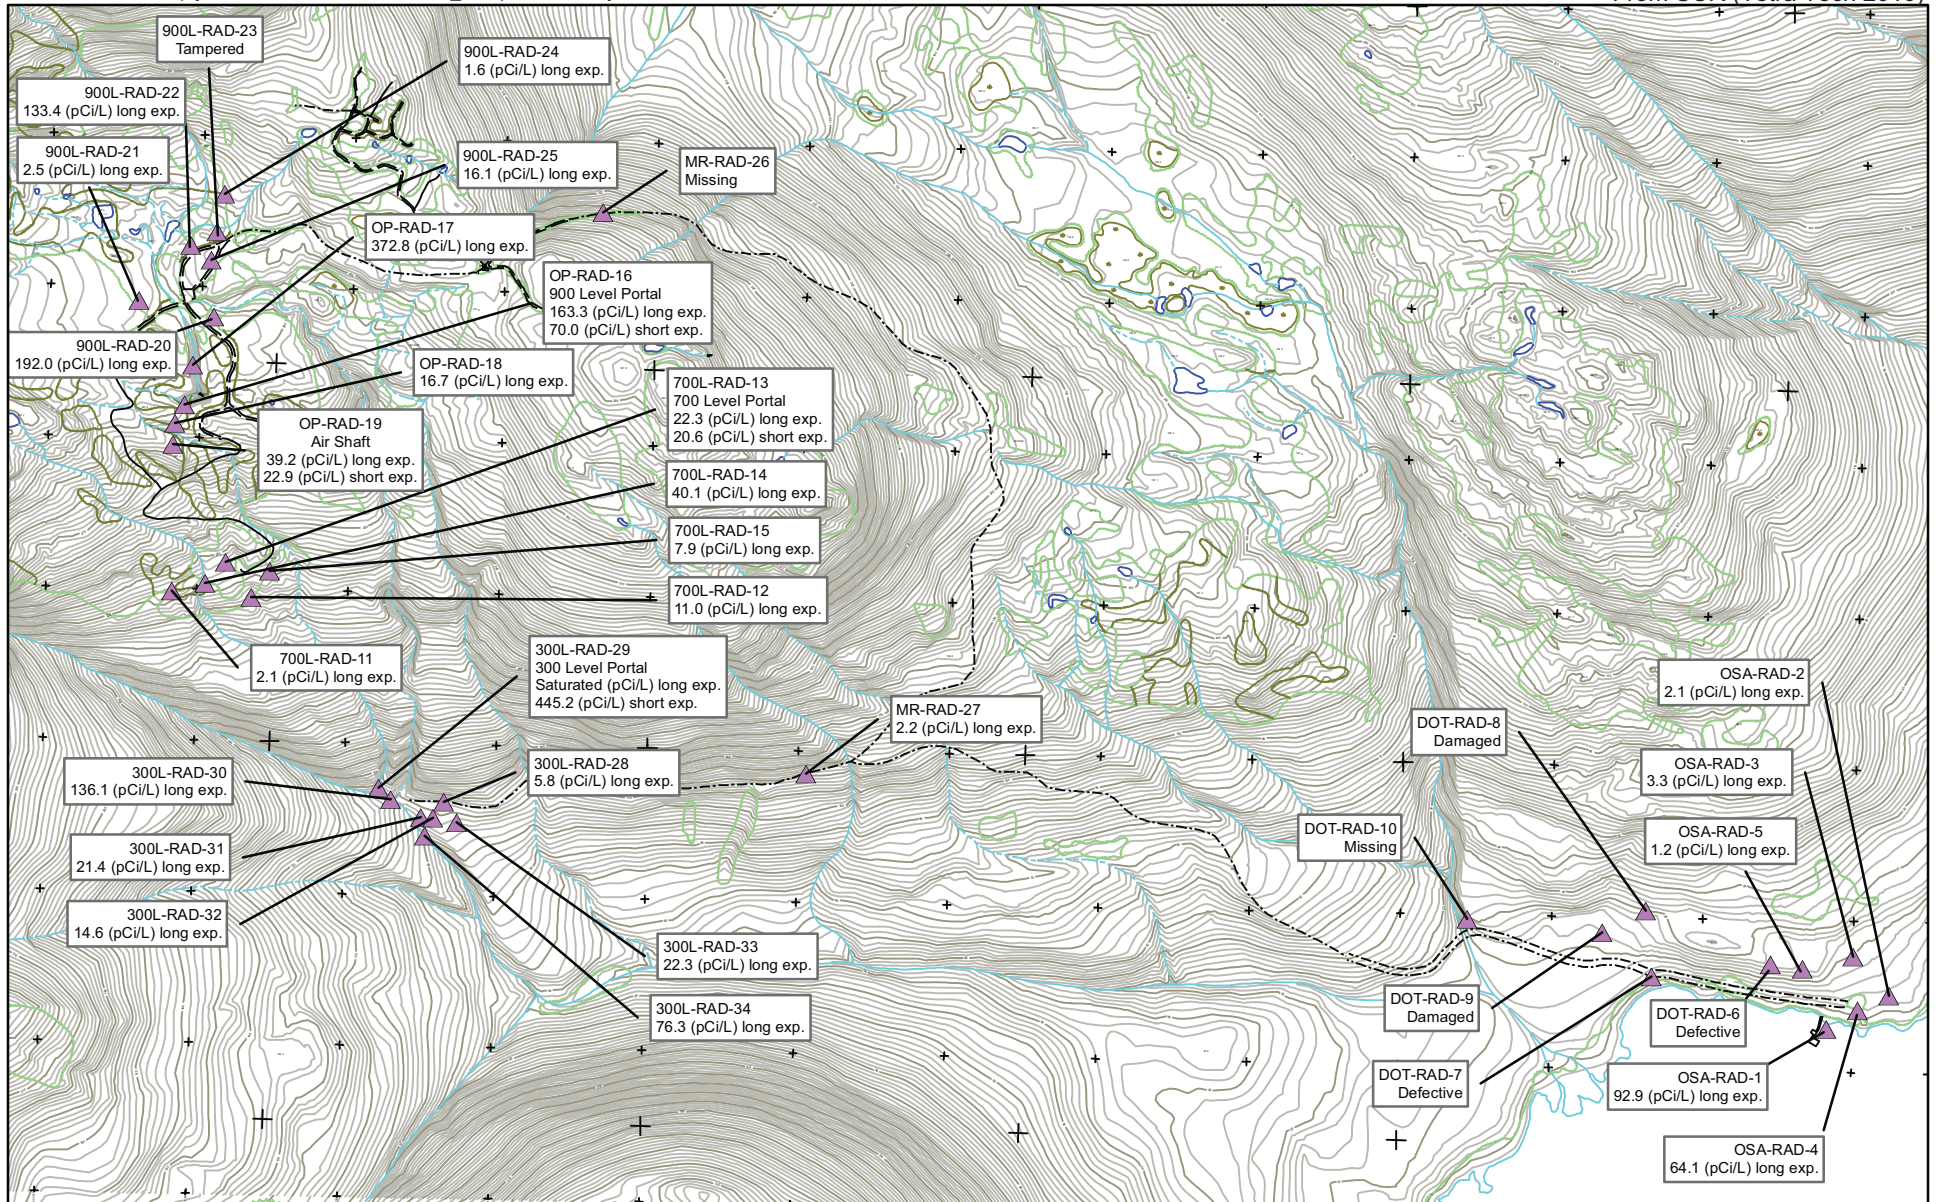 900L-RAD-23
Tampered
900L-RAD-24
1.6 (pCi/L) long exp.
900L-RAD-22
133.4 (pCi/L) long exp.
900L-RAD-21
2.5 (pCi/L) long exp.
900L-RAD-25
16.1 (pCi/L) long exp.
MR-RAD-26
Missing
OP-RAD-17
372.8 (pCi/L) long exp.
OP-RAD-16
900 Level Portal
163.3 (pCi/L) long exp.
70.0 (pCi/L) short exp.
900L-RAD-20
192.0 (pCi/L) long exp.
OP-RAD-18
16.7 (pCi/L) long exp.
700L-RAD-13
700 Level Portal
22.3 (pCi/L) long exp.
20.6 (pCi/L) short exp.
OP-RAD-19
Air Shaft
39.2 (pCi/L) long exp.
22.9 (pCi/L) short exp.
700L-RAD-14
40.1 (pCi/L) long exp.
700L-RAD-15
7.9 (pCi/L) long exp.
700L-RAD-12
11.0 (pCi/L) long exp.
700L-RAD-11
2.1 (pCi/L) long exp.
300L-RAD-29
300 Level Portal
Saturated (pCi/L) long exp.
445.2 (pCi/L) short exp.
OSA-RAD-2
2.1 (pCi/L) long exp.
MR-RAD-27
2.2 (pCi/L) long exp.
DOT-RAD-8
Damaged
300L-RAD-30
136.1 (pCi/L) long exp.
300L-RAD-28
5.8 (pCi/L) long exp.
OSA-RAD-3
3.3 (pCi/L) long exp.
300L-RAD-31
21.4 (pCi/L) long exp.
DOT-RAD-10
Missing
OSA-RAD-5
1.2 (pCi/L) long exp.
300L-RAD-32
14.6 (pCi/L) long exp.
300L-RAD-33
22.3 (pCi/L) long exp.
300L-RAD-34
76.3 (pCi/L) long exp.
DOT-RAD-9
Damaged
DOT-RAD-6
Defective
DOT-RAD-7
Defective
OSA-RAD-1
92.9 (pCi/L) long exp.
OSA-RAD-4
64.1 (pCi/L) long exp.